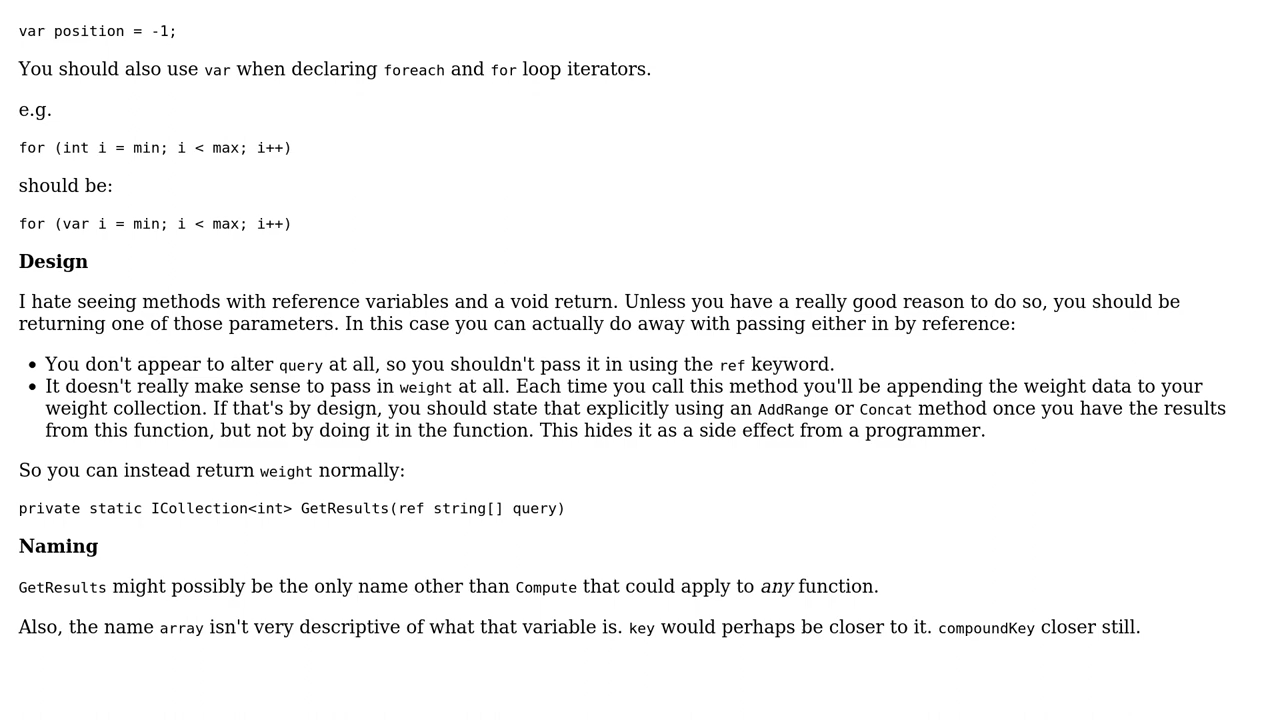 var position = -1;
You should also use var when declaring foreach and for loop iterators.
e.g.
for (int i = min; i < max; i++)
should be:
for (var i = min; i < max; i++)
Design
I hate seeing methods with reference variables and a void return. Unless you have a really good reason to do so, you should be
returning one of those parameters. In this case you can actually do away with passing either in by reference:
• You don't appear to alter query at all, so you shouldn't pass it in using the ref keyword.
• It doesn't really make sense to pass in weight at all. Each time you call this method you'll be appending the weight data to your
weight collection. If that's by design, you should state that explicitly using an AddRange or Concat method once you have the results
from this function, but not by doing it in the function. This hides it as a side effect from a programmer.
So you can instead return weight normally:
private static ICollection<int> GetResults(ref string[] query)
Naming
GetResults might possibly be the only name other than Compute that could apply to any function.
Also, the name array isn't very descriptive of what that variable is. key would perhaps be closer to it. compoundKey closer still.